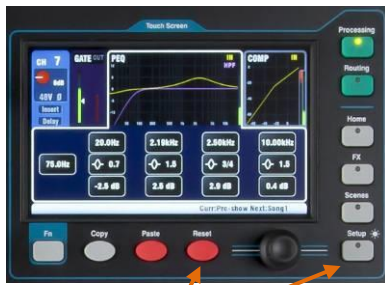 Touch Screen
CH 7
GATE OUT
PEQ
IN
HPF
COMP
IN
0dB
48V Ø
Insert
Delay
20.0Hz 2.19kHz 2.50kHz 10.00kHz
75.0Hz 0.7 1.5 3/4 1.5
-2.5 dB 2.5 dB 2.9 dB 0.4 dB
Curr:Pre-show Next:Song1
Processing
Routing
Home
FX
Scenes
Setup
Fn
Copy
Paste
Reset